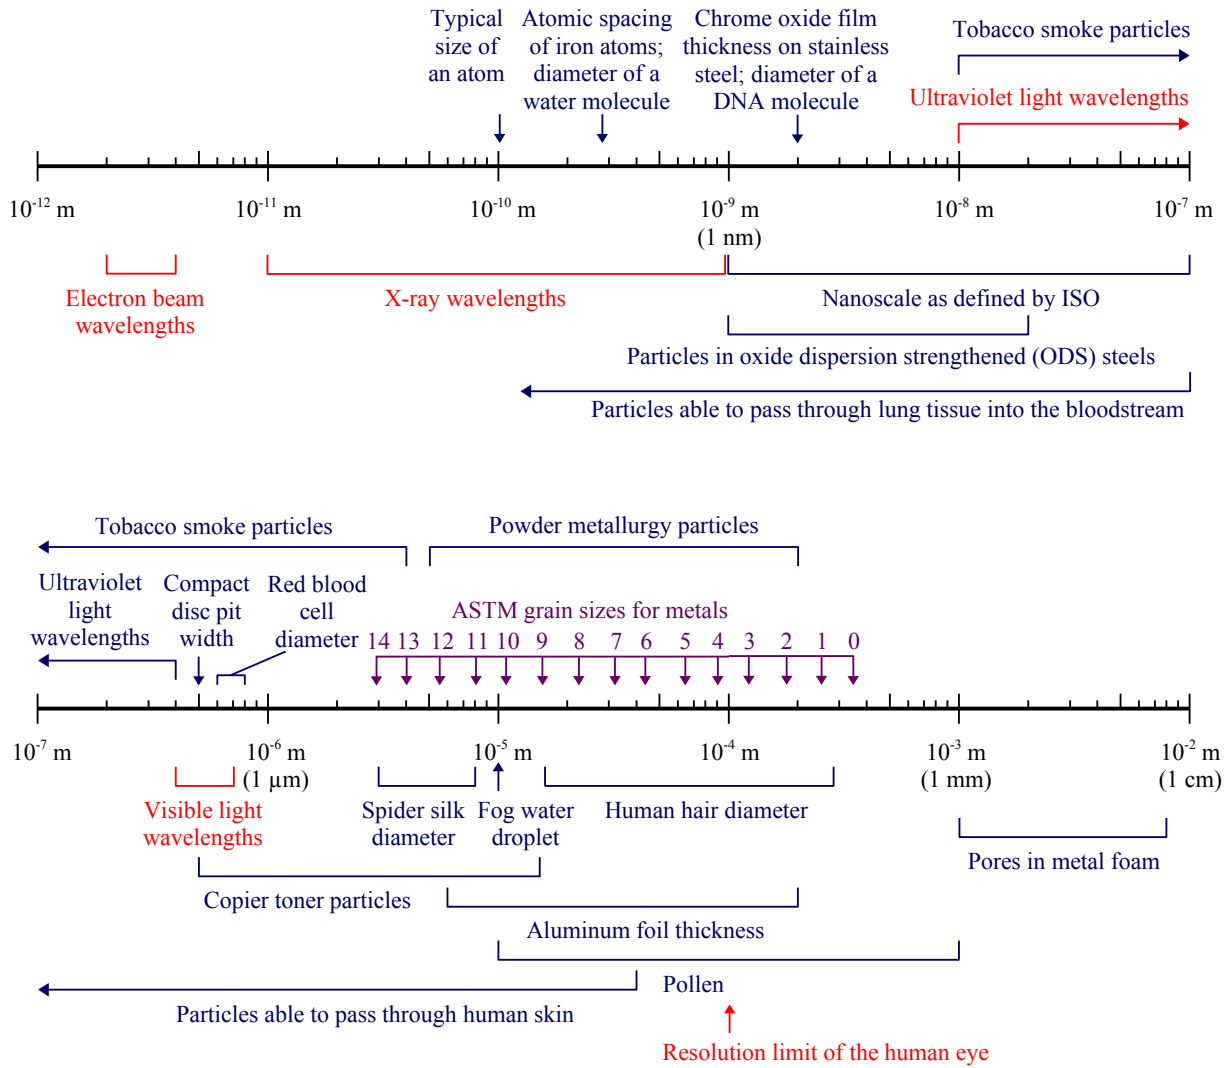 Typical
size of
an atom
Atomic spacing
of iron atoms;
diameter of a
water molecule
Chrome oxide film
thickness on stainless
steel; diameter of a
DNA molecule
Tobacco smoke particles
Ultraviolet light wavelengths
10⁻¹² m
10⁻¹¹ m
10⁻¹⁰ m
10⁻⁹ m
(1 nm)
10⁻⁸ m
10⁻⁷ m
Electron beam
wavelengths
X-ray wavelengths
Nanoscale as defined by ISO
Particles in oxide dispersion strengthened (ODS) steels
Particles able to pass through lung tissue into the bloodstream
Tobacco smoke particles
Powder metallurgy particles
Ultraviolet
light
wavelengths
Compact
disc pit
width
Red blood
cell
diameter
ASTM grain sizes for metals
14 13 12 11 10 9 8 7 6 5 4 3 2 1 0
10⁻⁷ m
10⁻⁶ m
(1 µm)
10⁻⁵ m
10⁻⁴ m
10⁻³ m
(1 mm)
10⁻² m
(1 cm)
Visible light
wavelengths
Spider silk
diameter
Fog water
droplet
Human hair diameter
Pores in metal foam
Copier toner particles
Aluminum foil thickness
Pollen
Particles able to pass through human skin
Resolution limit of the human eye